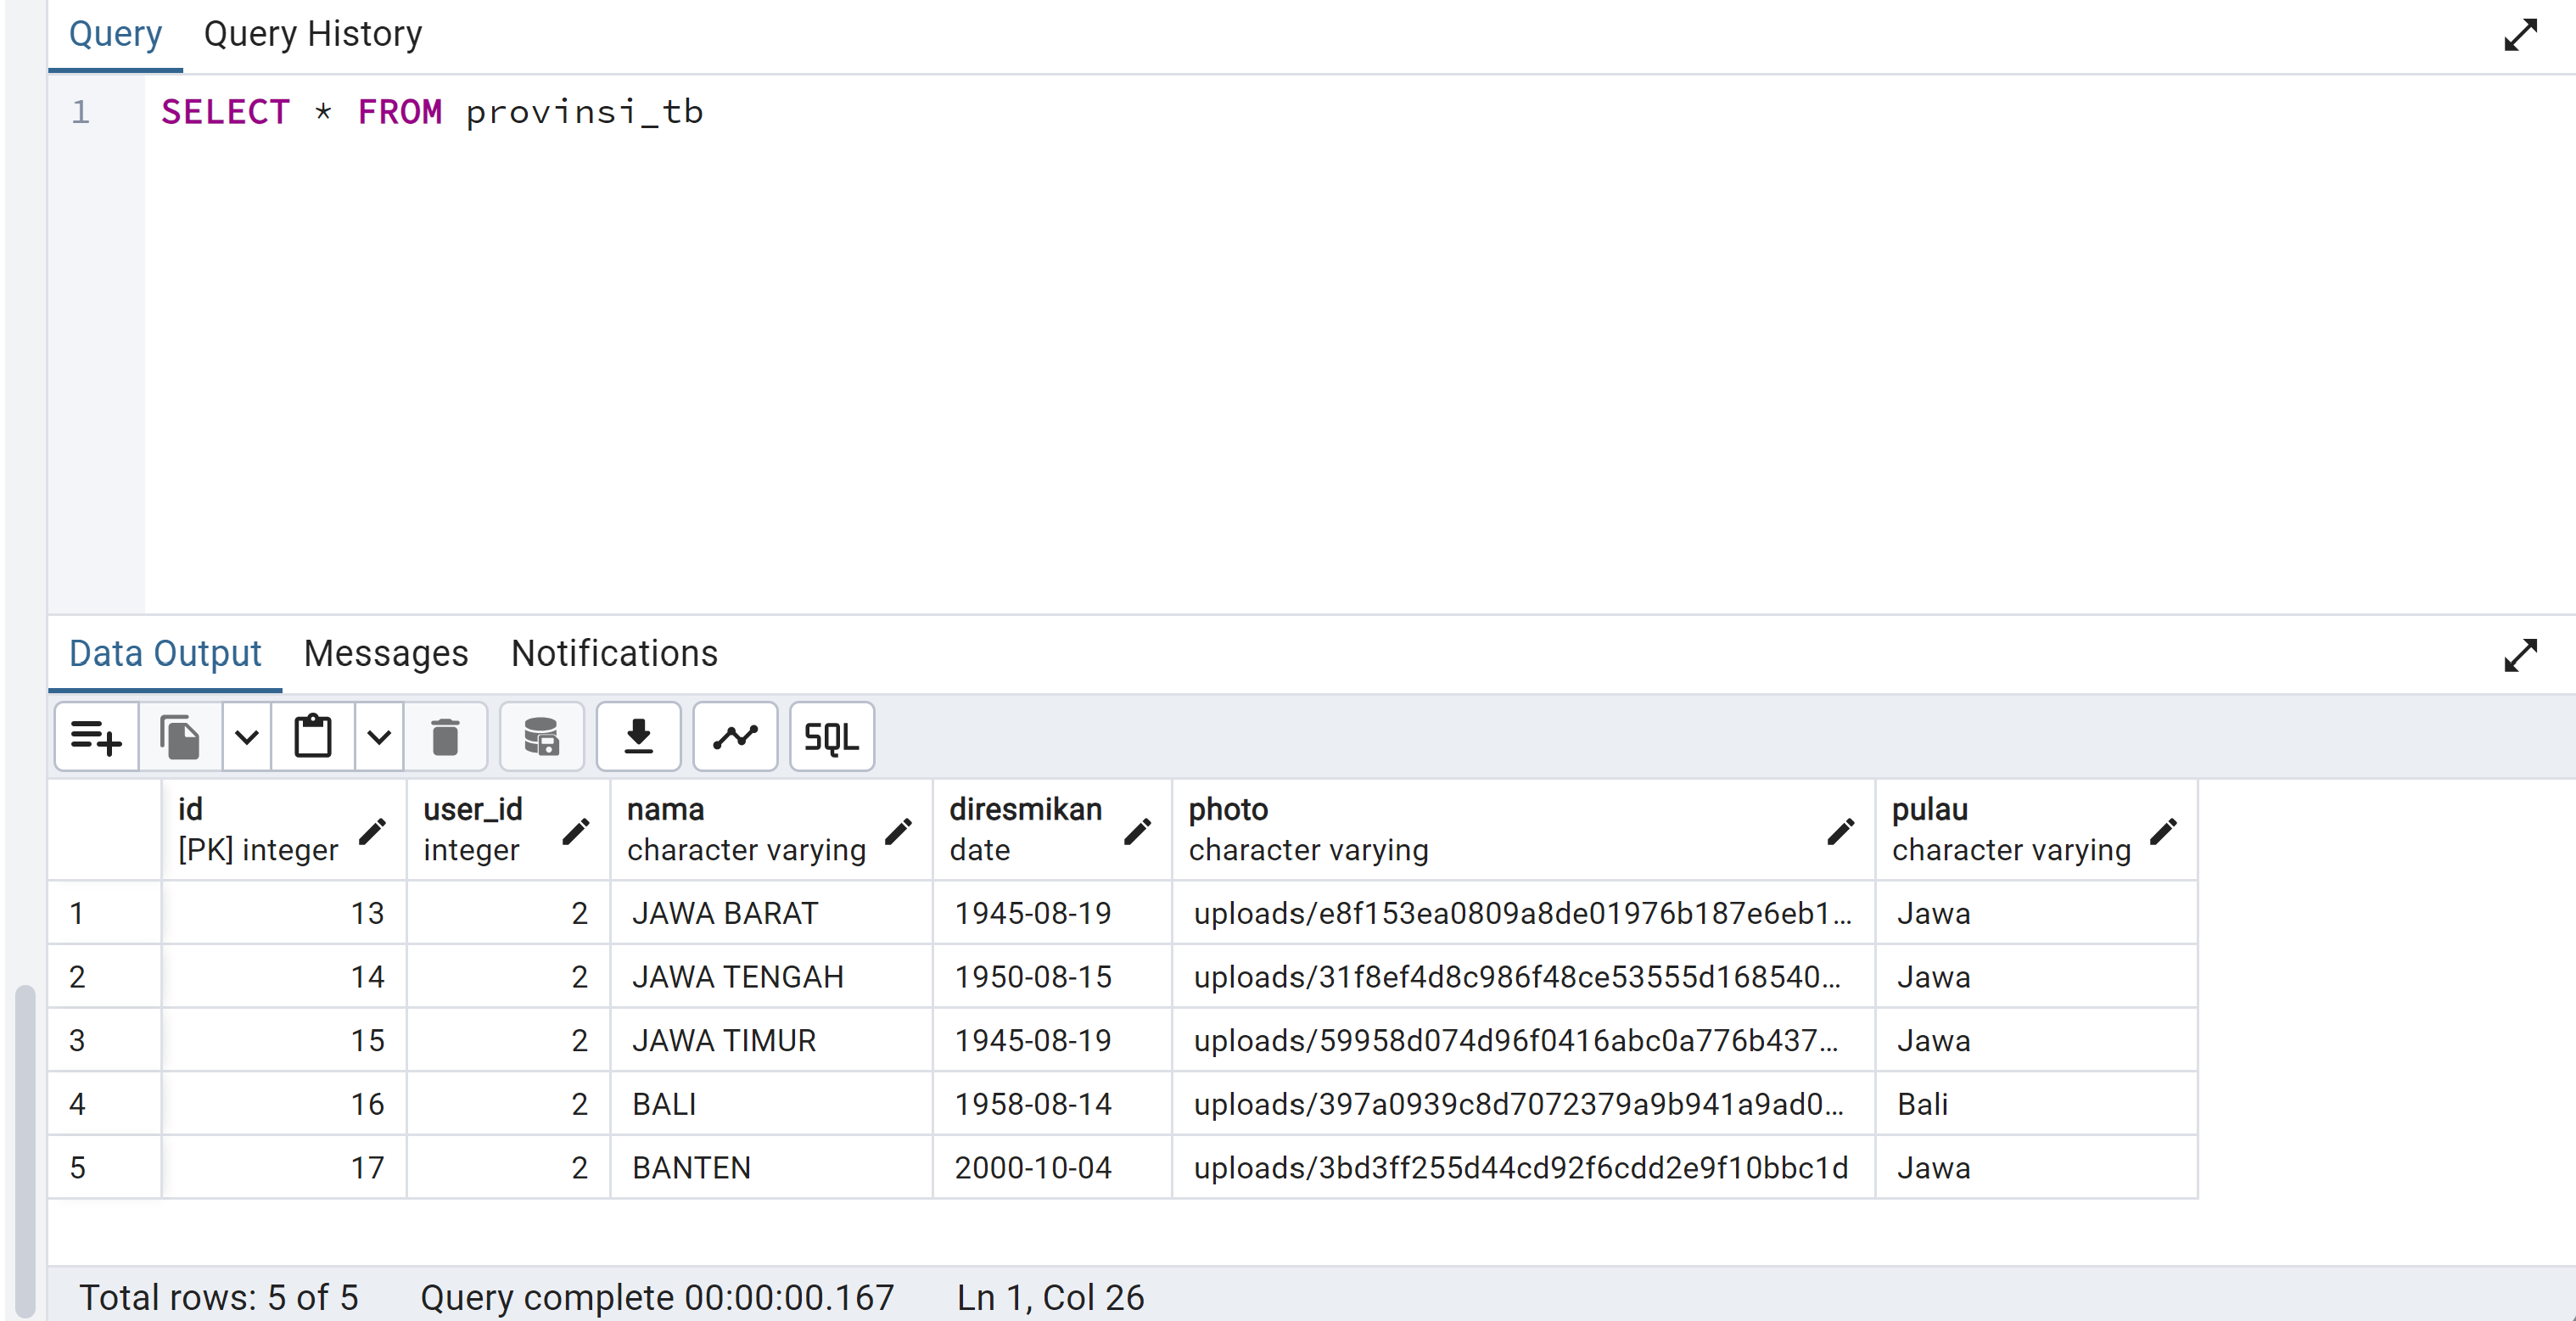 Query Query History
1 SELECT * FROM provinsi_tb
Data Output Messages Notifications
SQL
id user_id nama diresmikan photo pulau
[PK] integer integer character varying date character varying character varying
1 13 2 JAWA BARAT 1945-08-19 uploads/e8f153ea0809a8de01976b187e6eb1... Jawa
2 14 2 JAWA TENGAH 1950-08-15 uploads/31f8ef4d8c986f48ce53555d168540... Jawa
3 15 2 JAWA TIMUR 1945-08-19 uploads/59958d074d96f0416abc0a776b437... Jawa
4 16 2 BALI 1958-08-14 uploads/397a0939c8d7072379a9b941a9ad0... Bali
5 17 2 BANTEN 2000-10-04 uploads/3bd3ff255d44cd92f6cdd2e9f10bbc1d Jawa
Total rows: 5 of 5 Query complete 00:00:00.167 Ln 1, Col 26